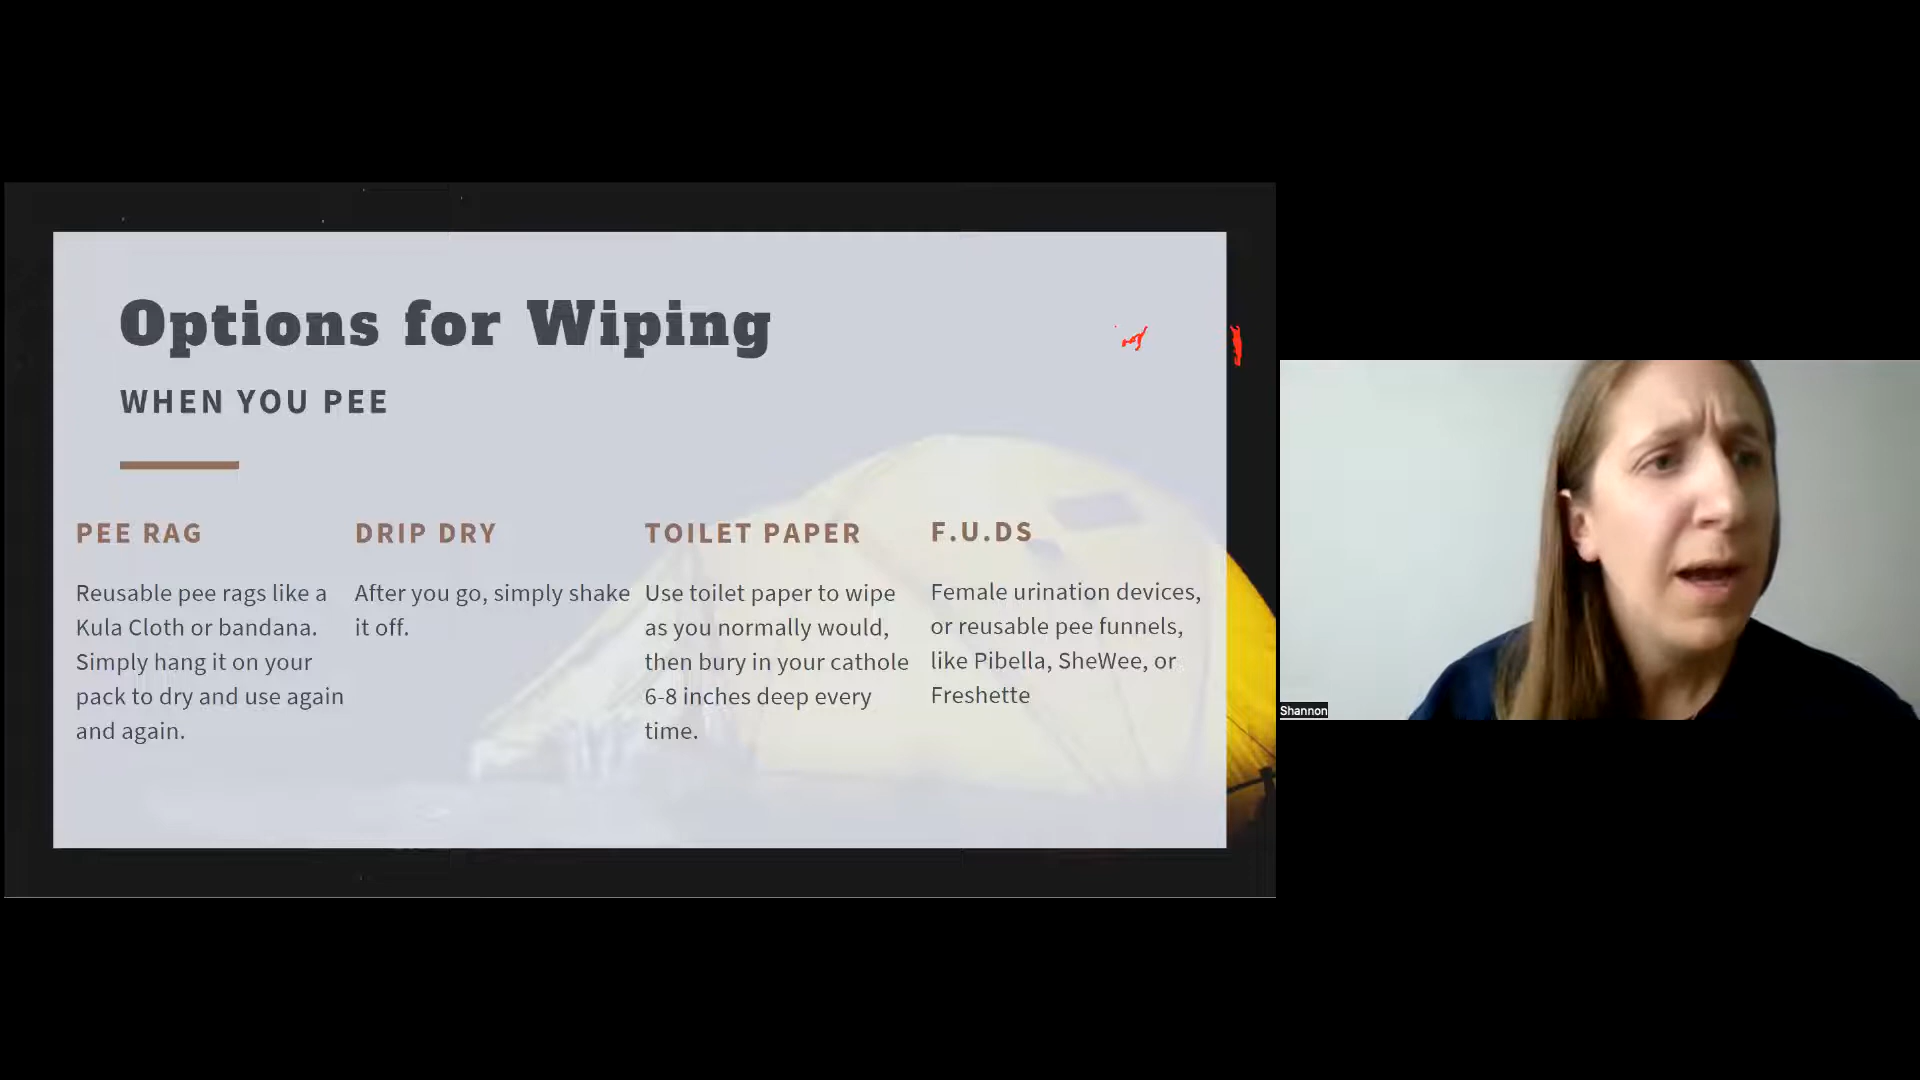 Options for Wiping
WHEN YOU PEE
PEE RAG
Reusable pee rags like a
Kula Cloth or bandana.
Simply hang it on your
pack to dry and use again
and again.
DRIP DRY
After you go, simply shake
it off.
TOILET PAPER
Use toilet paper to wipe
as you normally would,
then bury in your cathole
6-8 inches deep every
time.
F.U.DS
Female urination devices,
or reusable pee funnels,
like Pibella, SheWee, or
Freshette
Shannon